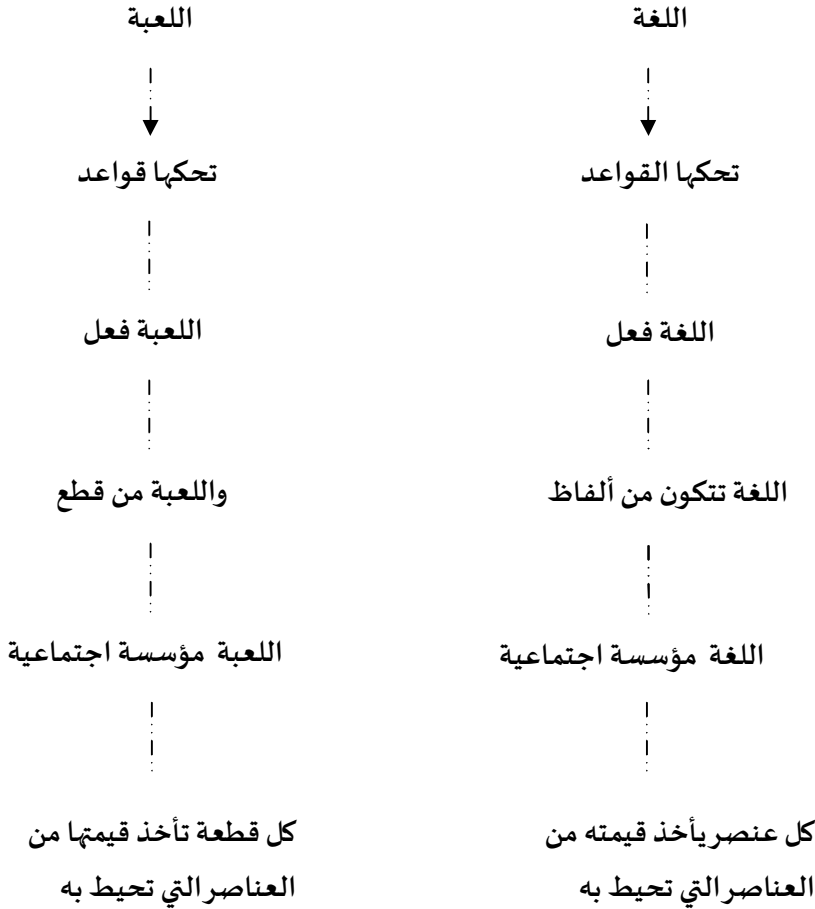 اللغة
اللعبة
تحكها القواعد
تحكها قواعد
اللغة فعل
اللعبة فعل
اللغة تتكون من ألفاظ
واللعبة من قطع
اللغة مؤسسة اجتماعية
اللعبة مؤسسة اجتماعية
كل عنصر يأخذ قيمته من
العناصر التي تحيط به
كل قطعة تأخذ قيمتها من
العناصر التي تحيط به